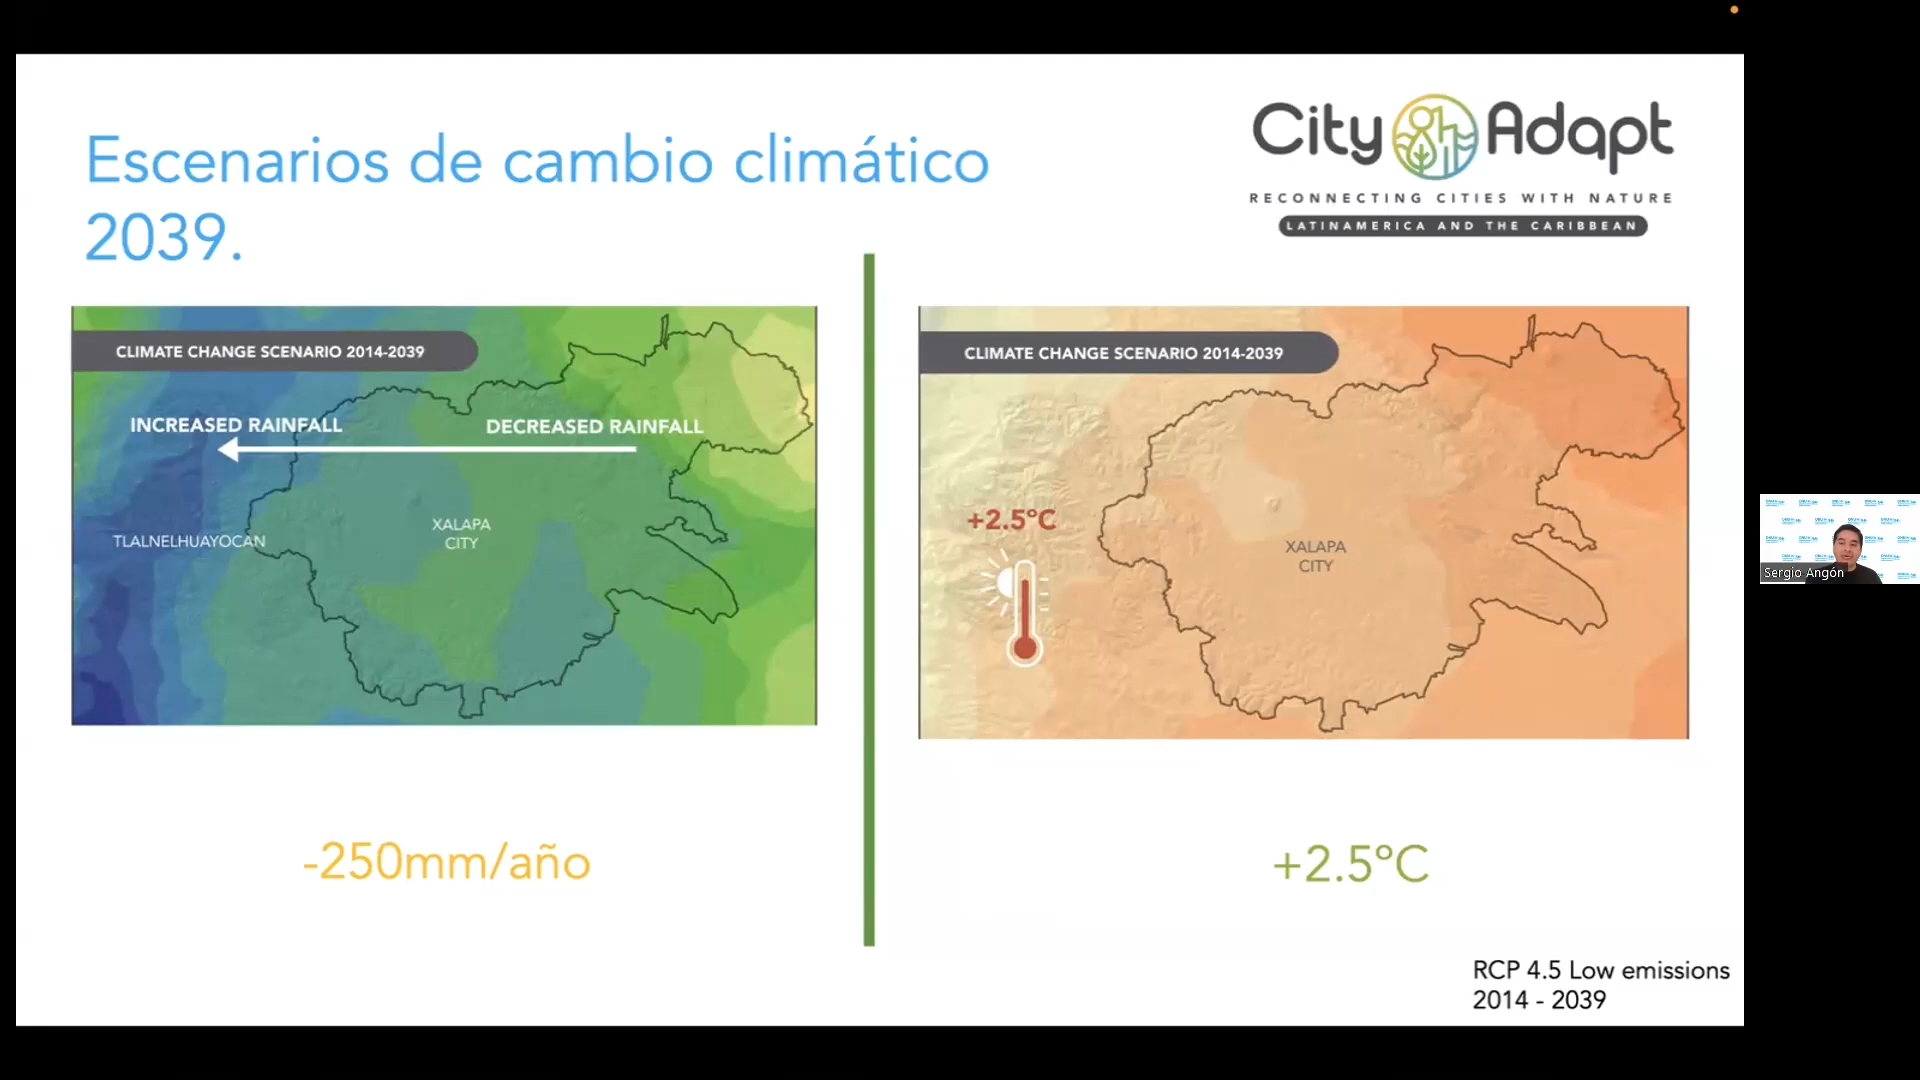 Escenarios de cambio climático
2039.
City Adapt
RECONNECTING CITIES WITH NATURE
LATINAMERICA AND THE CARIBBEAN
CLIMATE CHANGE SCENARIO 2014-2039
INCREASED RAINFALL
DECREASED RAINFALL
TLALNELHUAYOCAN
XALAPA
CITY
-250mm/año
CLIMATE CHANGE SCENARIO 2014-2039
+2.5°C
XALAPA
CITY
+2.5°C
RCP 4.5 Low emissions
2014 - 2039
Sergio Angón